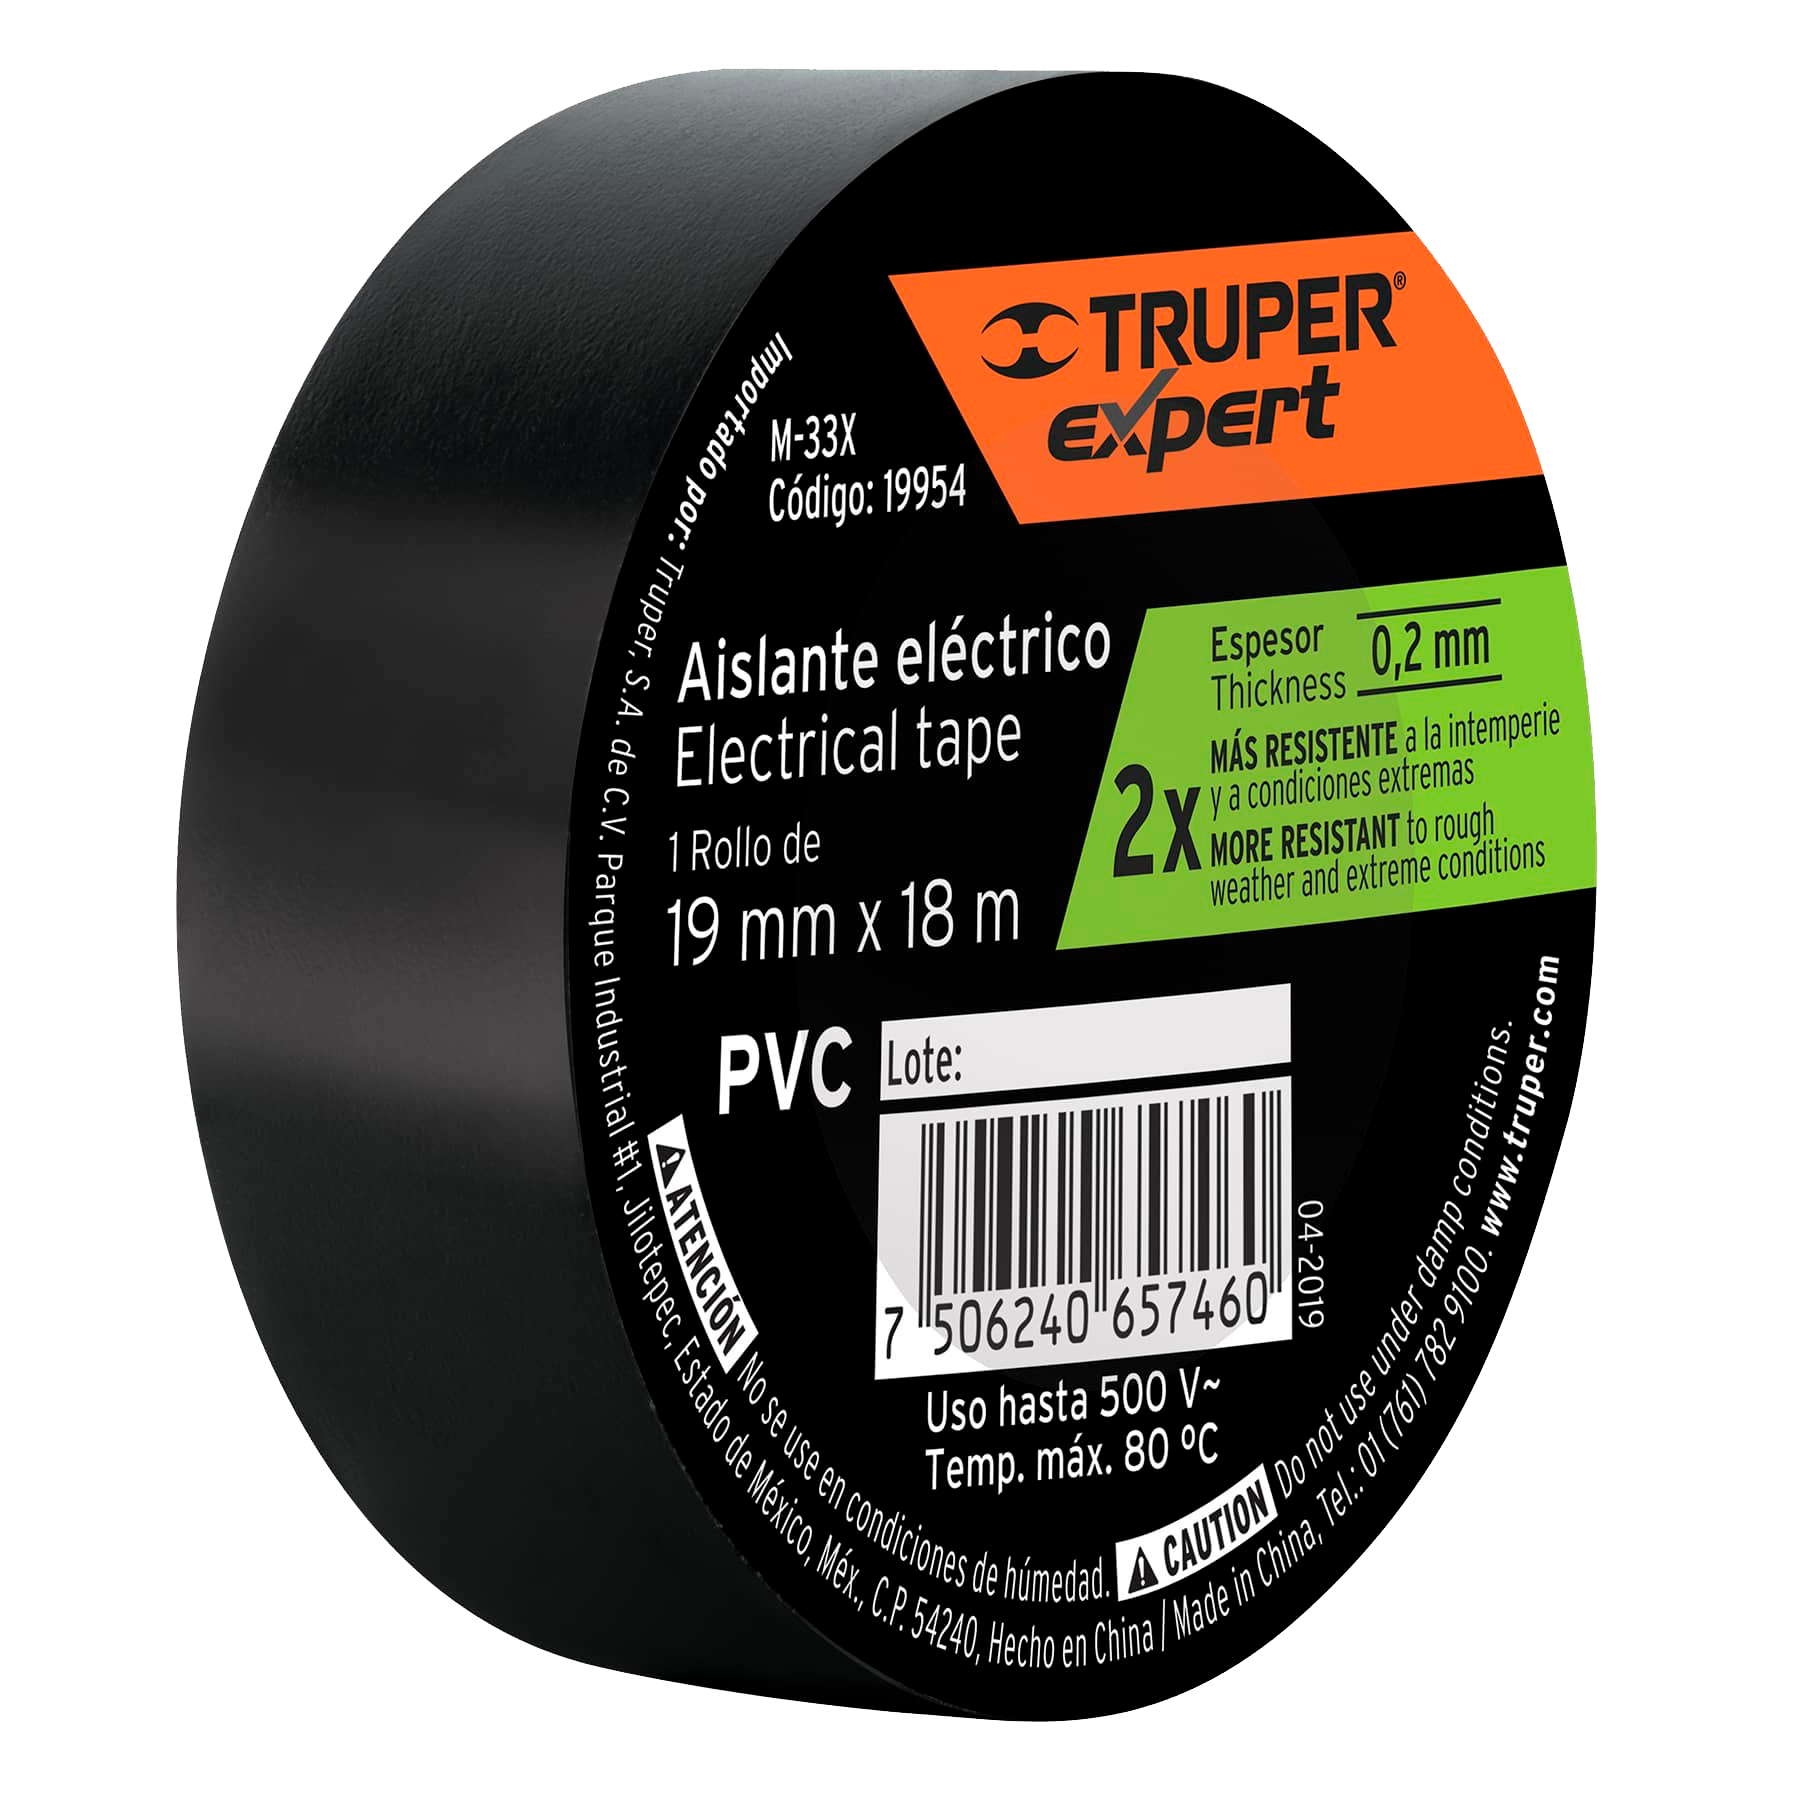 TRUPER®
expert
M-33X
Código: 19954
Aislante eléctrico
Electrical tape
1 Rollo de
19 mm x 18 m
Espesor
Thickness
0,2 mm
2x
MÁS RESISTENTE a la intemperie
y a condiciones extremas
MORE RESISTANT to rough
weather and extreme conditions
PVC
Lote:
7 506240 657460
04-2019
Uso hasta 500 V~
Temp. máx. 80 ºC
ATENCIÓN No se use en condiciones de húmedad. CAUTION Do not use under damp conditions.
Importado por: Truper, S.A. de C.V. Parque Industrial #1, Jilotepec, Estado de México, Méx., C.P. 54240, Hecho en China / Made in China, Tel.: 01 (761) 782 9100. www.truper.com